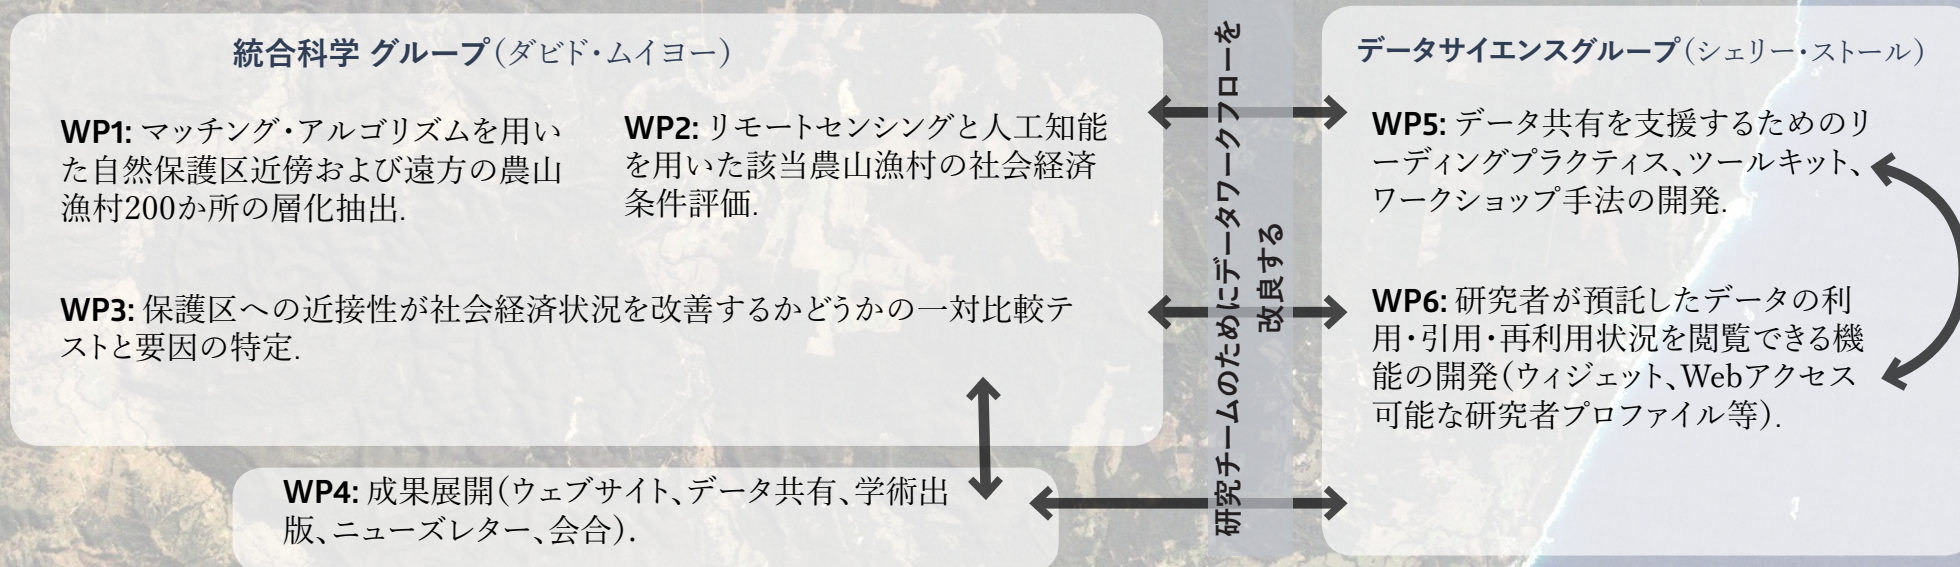 統合科学 グループ（ダビド・ムイヨー）
WP1: マッチング・アルゴリズムを用い
た自然保護区近傍および遠方の農山
漁村200か所の層化抽出.
WP2: リモートセンシングと人工知能
を用いた該当農山漁村の社会経済
条件評価.
WP3: 保護区への近接性が社会経済状況を改善するかどうかの一対比較テ
ストと要因の特定.
WP4: 成果展開（ウェブサイト、データ共有、学術出
版、ニューズレター、会合）.
研究チームのためにデータワークフローを
改良する
データサイエンスグループ（シェリー・ストール）
WP5: データ共有を支援するためのリ
ーディングプラクティス、ツールキット、
ワークショップ手法の開発.
WP6: 研究者が預託したデータの利
用・引用・再利用状況を閲覧できる機
能の開発（ウィジェット、Webアクセス
可能な研究者プロファイル等）.